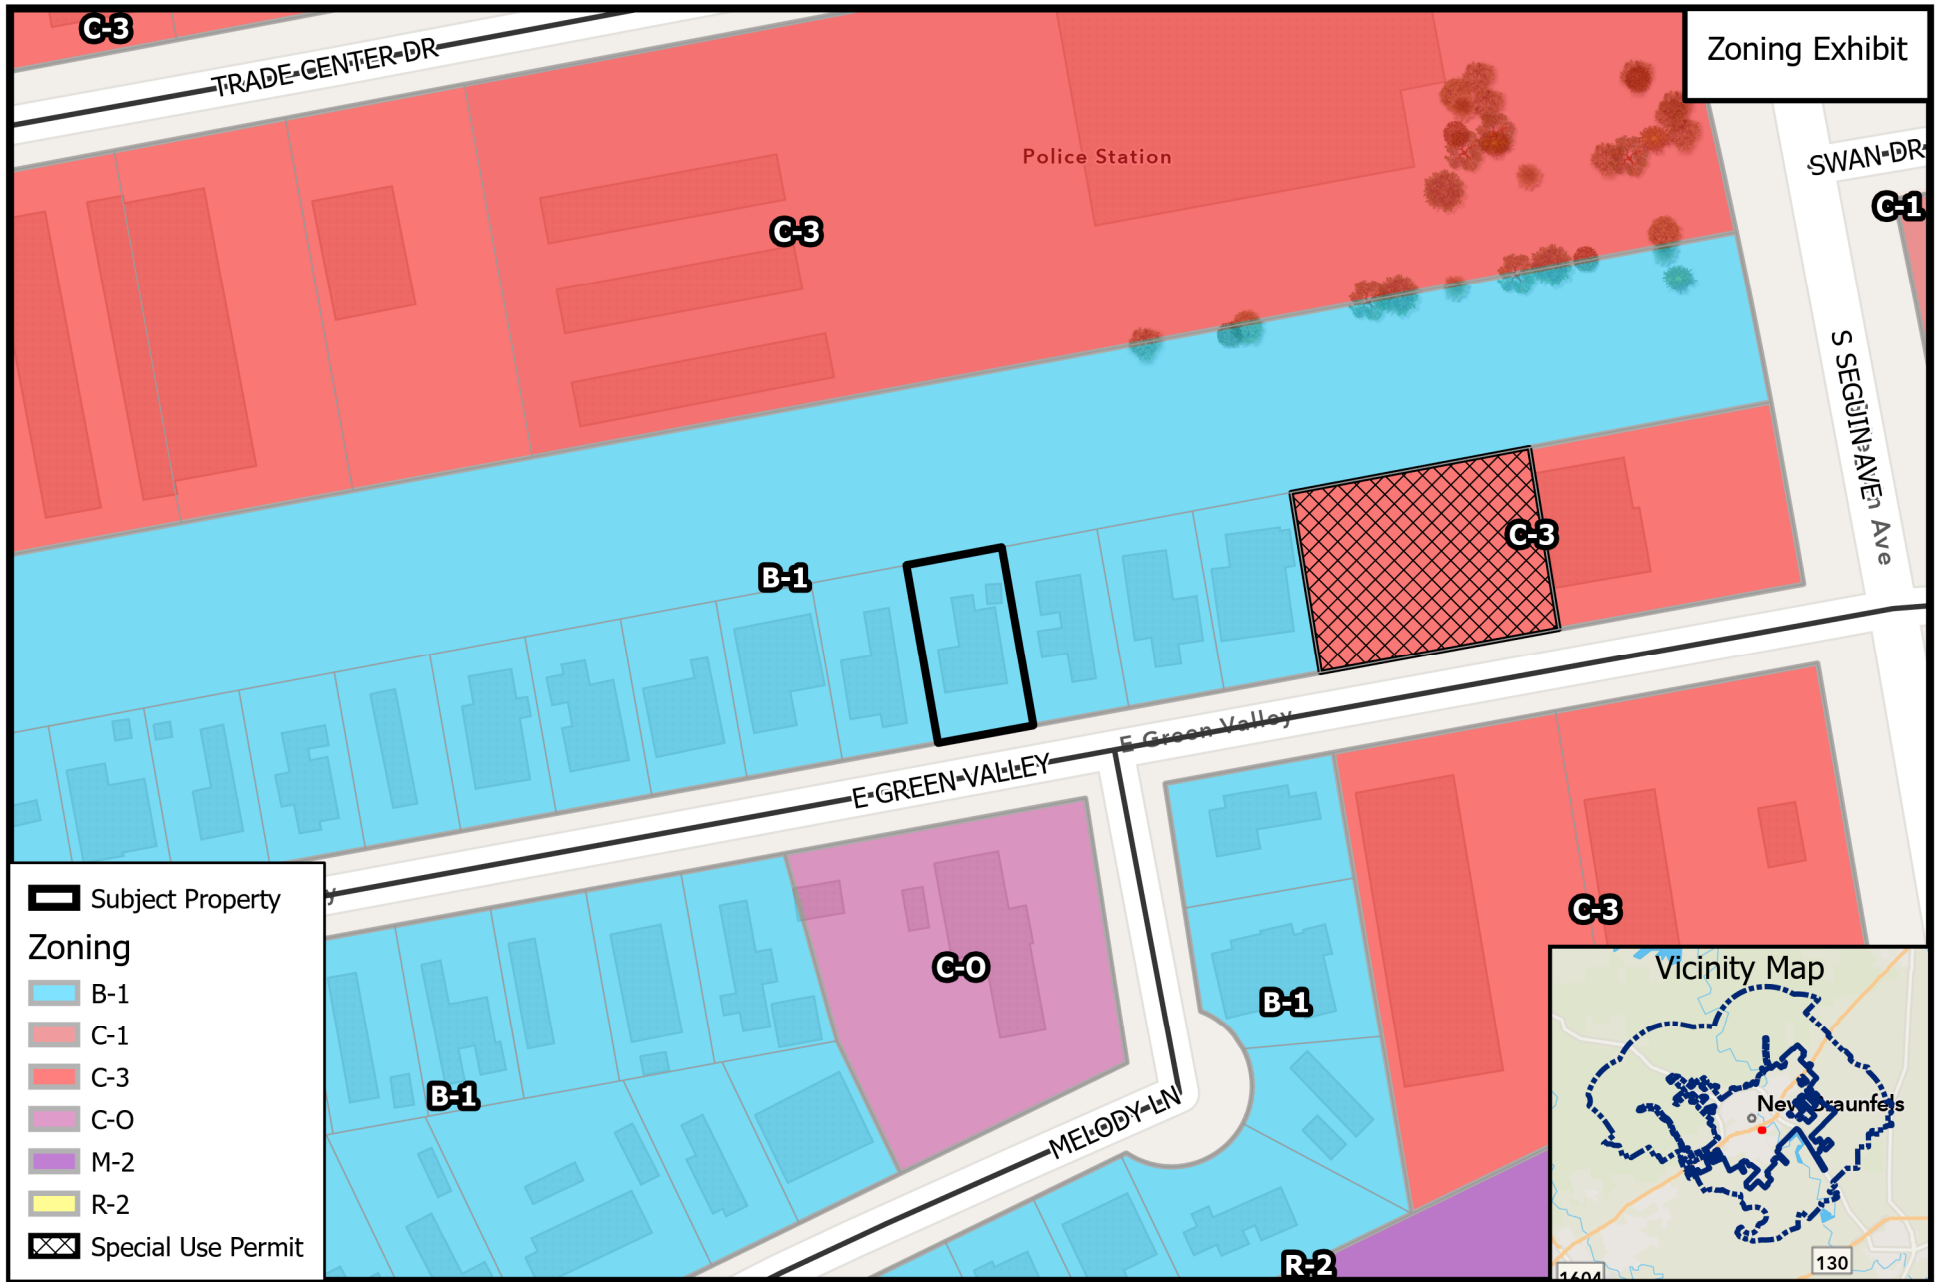 C-3
TRADE CENTER DR
Zoning Exhibit
Police Station
SWAN DR
C-1
C-3
S SEGUIN AVE
n Ave
C-3
B-1
E Green Valley
E GREEN VALLEY
C-3
C-O
B-1
B-1
MELODY LN
R-2
y
Subject Property
Zoning
B-1
C-1
C-3
C-O
M-2
R-2
Special Use Permit
Vicinity Map
New Braunfels
130
1604